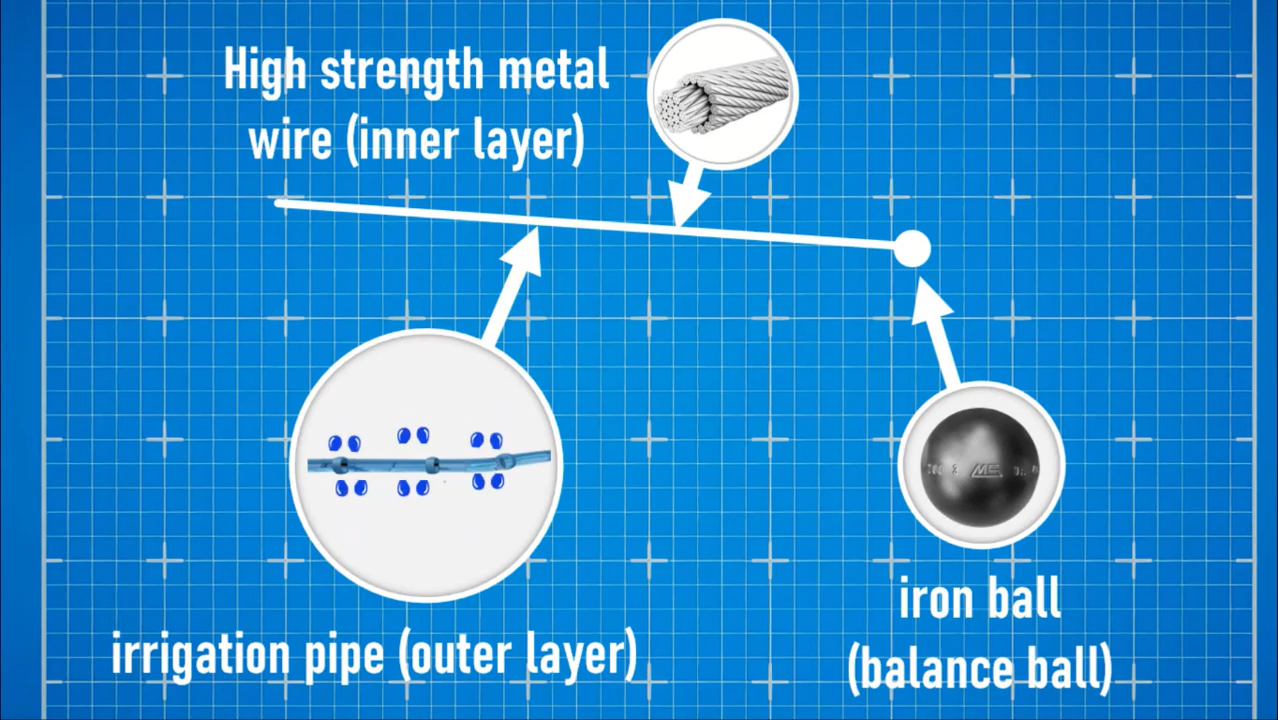 High strength metal
wire (inner layer)
irrigation pipe (outer layer)
iron ball
(balance ball)